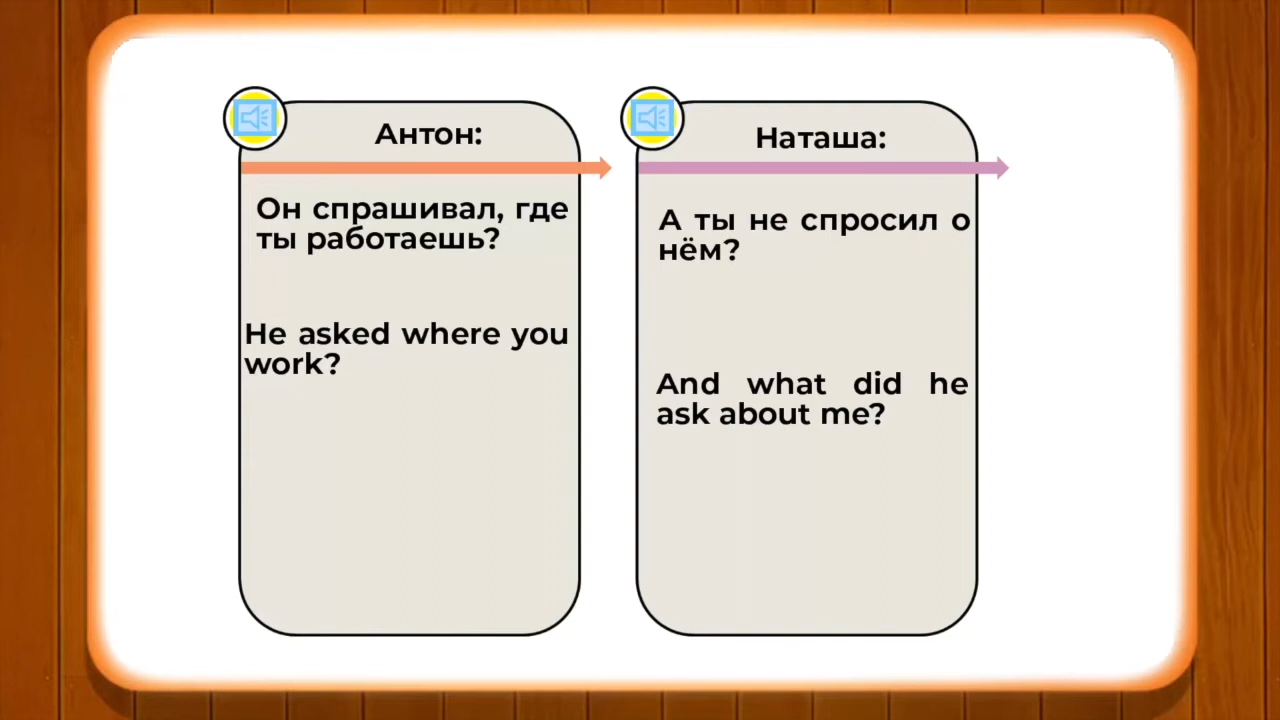 Антон:
Он спрашивал, где
ты работаешь?
He asked where you
work?
Наташа:
А ты не спросил о
нём?
And what did he
ask about me?